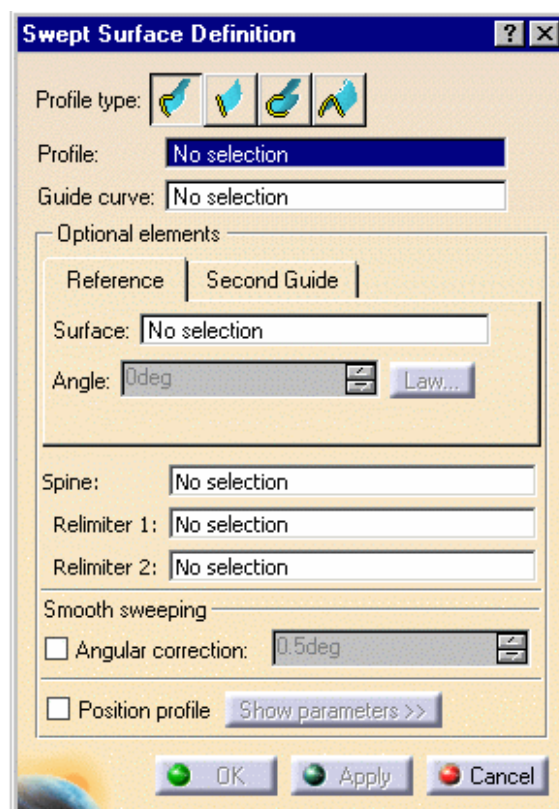 Swept Surface Definition
Profile type:
Profile: No selection
Guide curve: No selection
Optional elements
Reference Second Guide
Surface: No selection
Angle: 0deg Law...
Spine: No selection
Relimiter 1: No selection
Relimiter 2: No selection
Smooth sweeping
Angular correction: 0.5deg
Position profile Show parameters >>
OK Apply Cancel